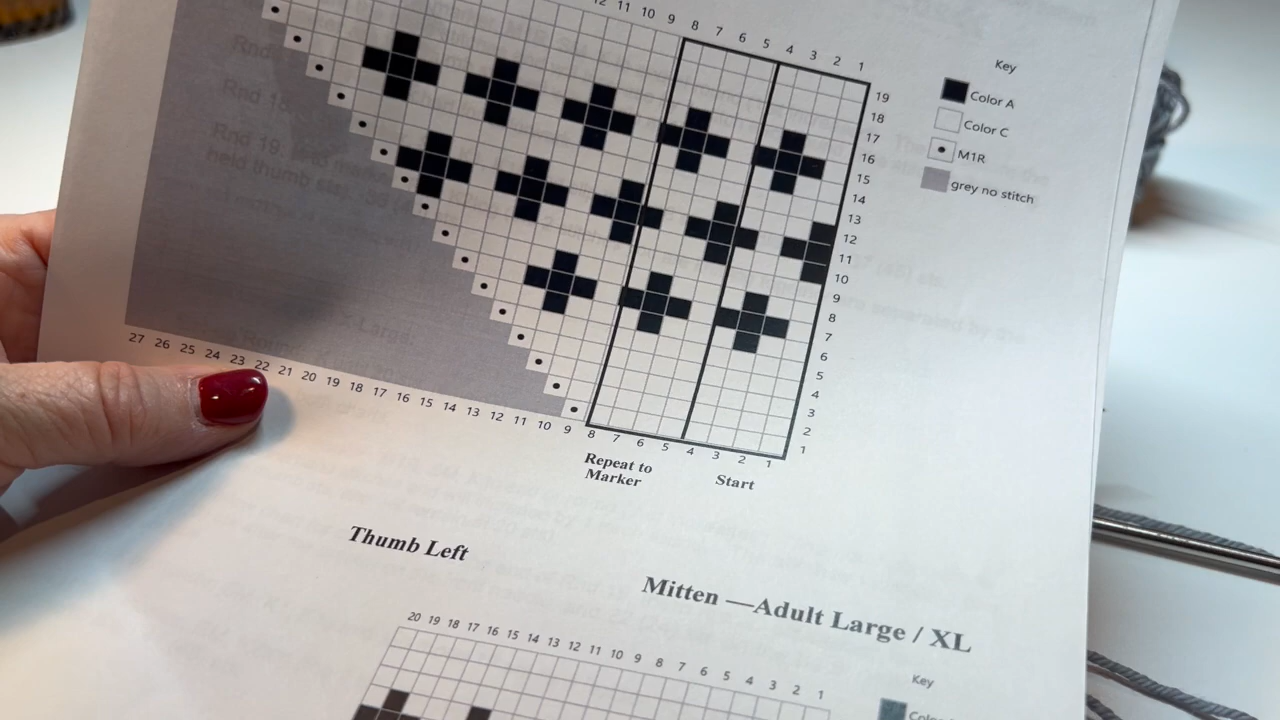 12 11 10 9 8 7 6 5 4 3 2 1
Key
Color A
Color C
M1R
grey no stitch
19
18
17
16
15
14
13
12
11
10
9
8
7
6
5
4
3
2
1
27 26 25 24 23 22 21 20 19 18 17 16 15 14 13 12 11 10 9 8 7 6 5 4 3 2 1
Repeat to
Marker
Start
Thumb Left
Mitten —Adult Large / XL
20 19 18 17 16 15 14 13 12 11 10 9 8 7 6 5 4 3 2 1
Key